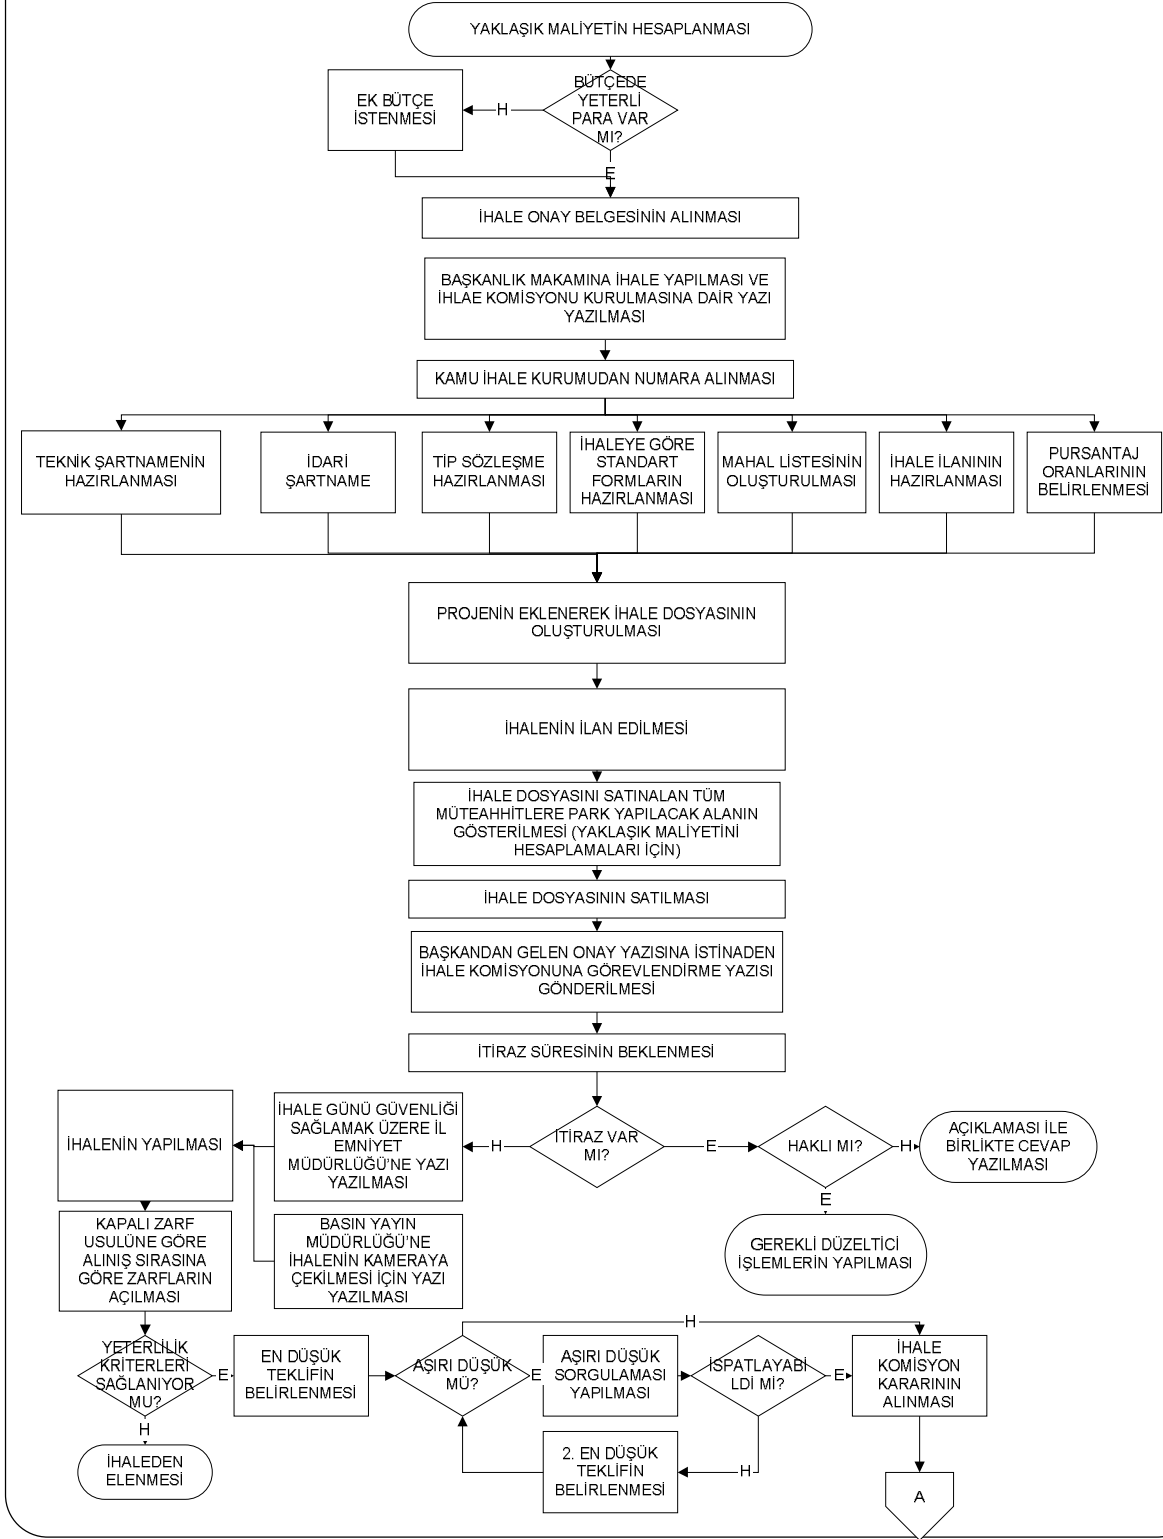 YAKLAŞIK MALİYETİN HESAPLANMASI
BÜTÇEDE
YETERLİ
PARA VAR
MI?
H
EK BÜTÇE
İSTENMESİ
E
İHALE ONAY BELGESİNİN ALINMASI
BAŞKANLIK MAKAMINA İHALE YAPILMASI VE
İHLAE KOMİSYONU KURULMASINA DAİR YAZI
YAZILMASI
KAMU İHALE KURUMUDAN NUMARA ALINMASI
TEKNİK ŞARTNAMENİN
HAZIRLANMASI
İDARİ
ŞARTNAME
TİP SÖZLEŞME
HAZIRLANMASI
İHALEYE GÖRE
STANDART
FORMLARIN
HAZIRLANMASI
MAHAL LİSTESİNİN
OLUŞTURULMASI
İHALE İLANININ
HAZIRLANMASI
PURSANTAJ
ORANLARININ
BELİRLENMESİ
PROJENİN EKLENEREK İHALE DOSYASININ
OLUŞTURULMASI
İHALENİN İLAN EDİLMESİ
İHALE DOSYASINI SATINALAN TÜM
MÜTEAHHİTLERE PARK YAPILACAK ALANIN
GÖSTERİLMESİ (YAKLAŞIK MALİYETİNİ
HESAPLAMALARI İÇİN)
İHALE DOSYASININ SATILMASI
BAŞKANDAN GELEN ONAY YAZISINA İSTİNADEN
İHALE KOMİSYONUNA GÖREVLENDİRME YAZISI
GÖNDERİLMESİ
İTİRAZ SÜRESİNİN BEKLENMESİ
İTİRAZ VAR
MI?
H
İHALE GÜNÜ GÜVENLİĞİ
SAĞLAMAK ÜZERE İL
EMNİYET
MÜDÜRLÜĞÜ'NE YAZI
YAZILMASI
İHALENİN YAPILMASI
E
HAKLI MI?
H
AÇIKLAMASI İLE
BİRLİKTE CEVAP
YAZILMASI
E
GEREKLİ DÜZELTİCİ
İŞLEMLERİN YAPILMASI
BASIN YAYIN
MÜDÜRLÜĞÜ'NE
İHALENİN KAMERAYA
ÇEKİLMESİ İÇİN YAZI
YAZILMASI
KAPALI ZARF
USULÜNE GÖRE
ALINIŞ SIRASINA
GÖRE ZARFLARIN
AÇILMASI
YETERLİLİK
KRİTERLERİ
SAĞLANIYOR
MU?
E
H
İHALEDEN
ELENMESİ
EN DÜŞÜK
TEKLİFİN
BELİRLENMESİ
AŞIRI DÜŞÜK
MÜ?
H
E
AŞIRI DÜŞÜK
SORGULAMASI
YAPILMASI
İSPATLAYABİ
LDİ Mİ?
E
H
2. EN DÜŞÜK
TEKLİFİN
BELİRLENMESİ
İHALE
KOMİSYON
KARARININ
ALINMASI
A